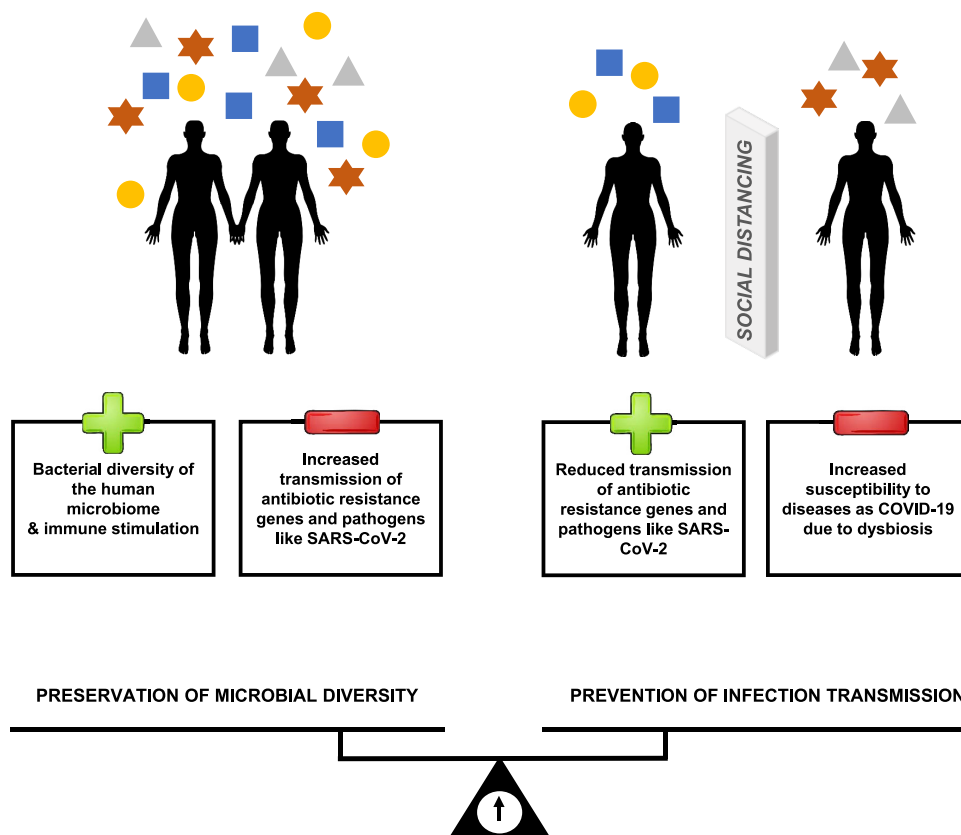 SOCIAL DISTANCING
Bacterial diversity of
the human
microbiome
& immune stimulation
Increased
transmission of
antibiotic resistance
genes and pathogens
like SARS-CoV-2
Reduced transmission
of antibiotic
resistance genes and
pathogens like SARS-
CoV-2
Increased
susceptibility to
diseases as COVID-19
due to dysbiosis
PRESERVATION OF MICROBIAL DIVERSITY
PREVENTION OF INFECTION TRANSMISSION